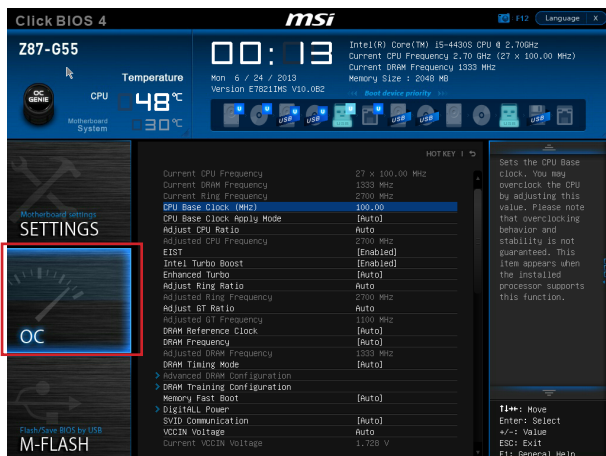 Click BIOS 4
msi
F12
Language
X
Z87-G55
00:13
Intel(R) Core(TM) i5-4430S CPU @ 2.70GHz
Current CPU Frequency 2.70 GHz (27 x 100.00 MHz)
Current DRAM Frequency 1333 MHz
Memory Size : 2048 MB
Mon 6 / 24 / 2013
Version E7821IMS V10.0B2
Boot device priority
OC GENIE
Temperature
CPU 48°C
Motherboard System 30°C
USB USB USB USB USB
HOT KEY
Motherboard settings
SETTINGS
OC
Flash/Save BIOS by USB
M-FLASH
Current CPU Frequency 27 x 100.00 MHz
Current DRAM Frequency 1333 MHz
Current Ring Frequency 2700 MHz
CPU Base Clock (MHz) 100.00
CPU Base Clock Apply Mode [Auto]
Adjust CPU Ratio Auto
Adjusted CPU Frequency 2700 MHz
EIST [Enabled]
Intel Turbo Boost [Enabled]
Enhanced Turbo [Auto]
Adjust Ring Ratio Auto
Adjusted Ring Frequency 2700 MHz
Adjust GT Ratio Auto
Adjusted GT Frequency 1100 MHz
DRAM Reference Clock [Auto]
DRAM Frequency [Auto]
Adjusted DRAM Frequency 1333 MHz
DRAM Timing Mode [Auto]
> Advanced DRAM Configuration
> DRAM Training Configuration
Memory Fast Boot [Auto]
> DigitALL Power
SVID Communication [Auto]
VCCIN Voltage Auto
Current VCCIN Voltage 1.728 V
Sets the CPU Base
clock. You may
overclock the CPU
by adjusting this
value. Please note
that overclocking
behavior and
stability is not
guaranteed. This
item appears when
the installed
processor supports
this function.
↑↓←→: Move
Enter: Select
+/-: Value
ESC: Exit
F1: General Help